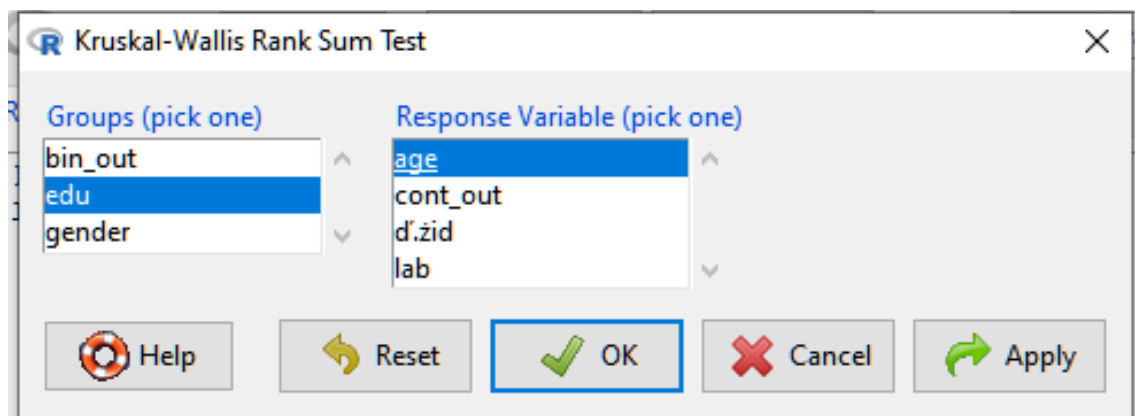 Kruskal-Wallis Rank Sum Test
Groups (pick one)
bin_out
edu
gender
Response Variable (pick one)
age
cont_out
ď.żid
lab
Help
Reset
OK
Cancel
Apply